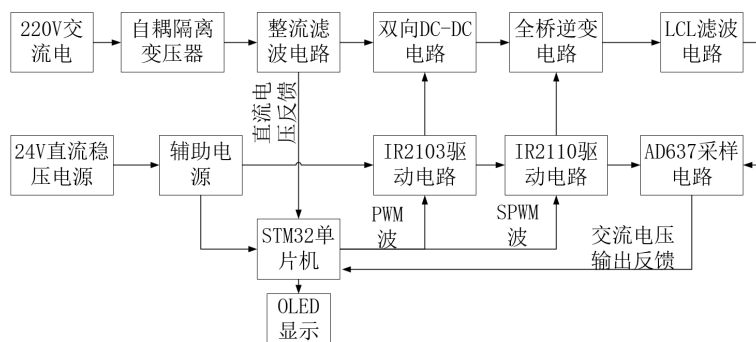 220V交
流电
自耦隔离
变压器
整流滤
波电路
双向DC-DC
电路
全桥逆变
电路
LCL滤波
电路
直流电
压反馈
24V直流稳
压电源
辅助电
源
IR2103驱
动电路
IR2110驱
动电路
AD637采样
电路
STM32单
片机
PWM
波
SPWM
波
交流电压
输出反馈
OLED
显示